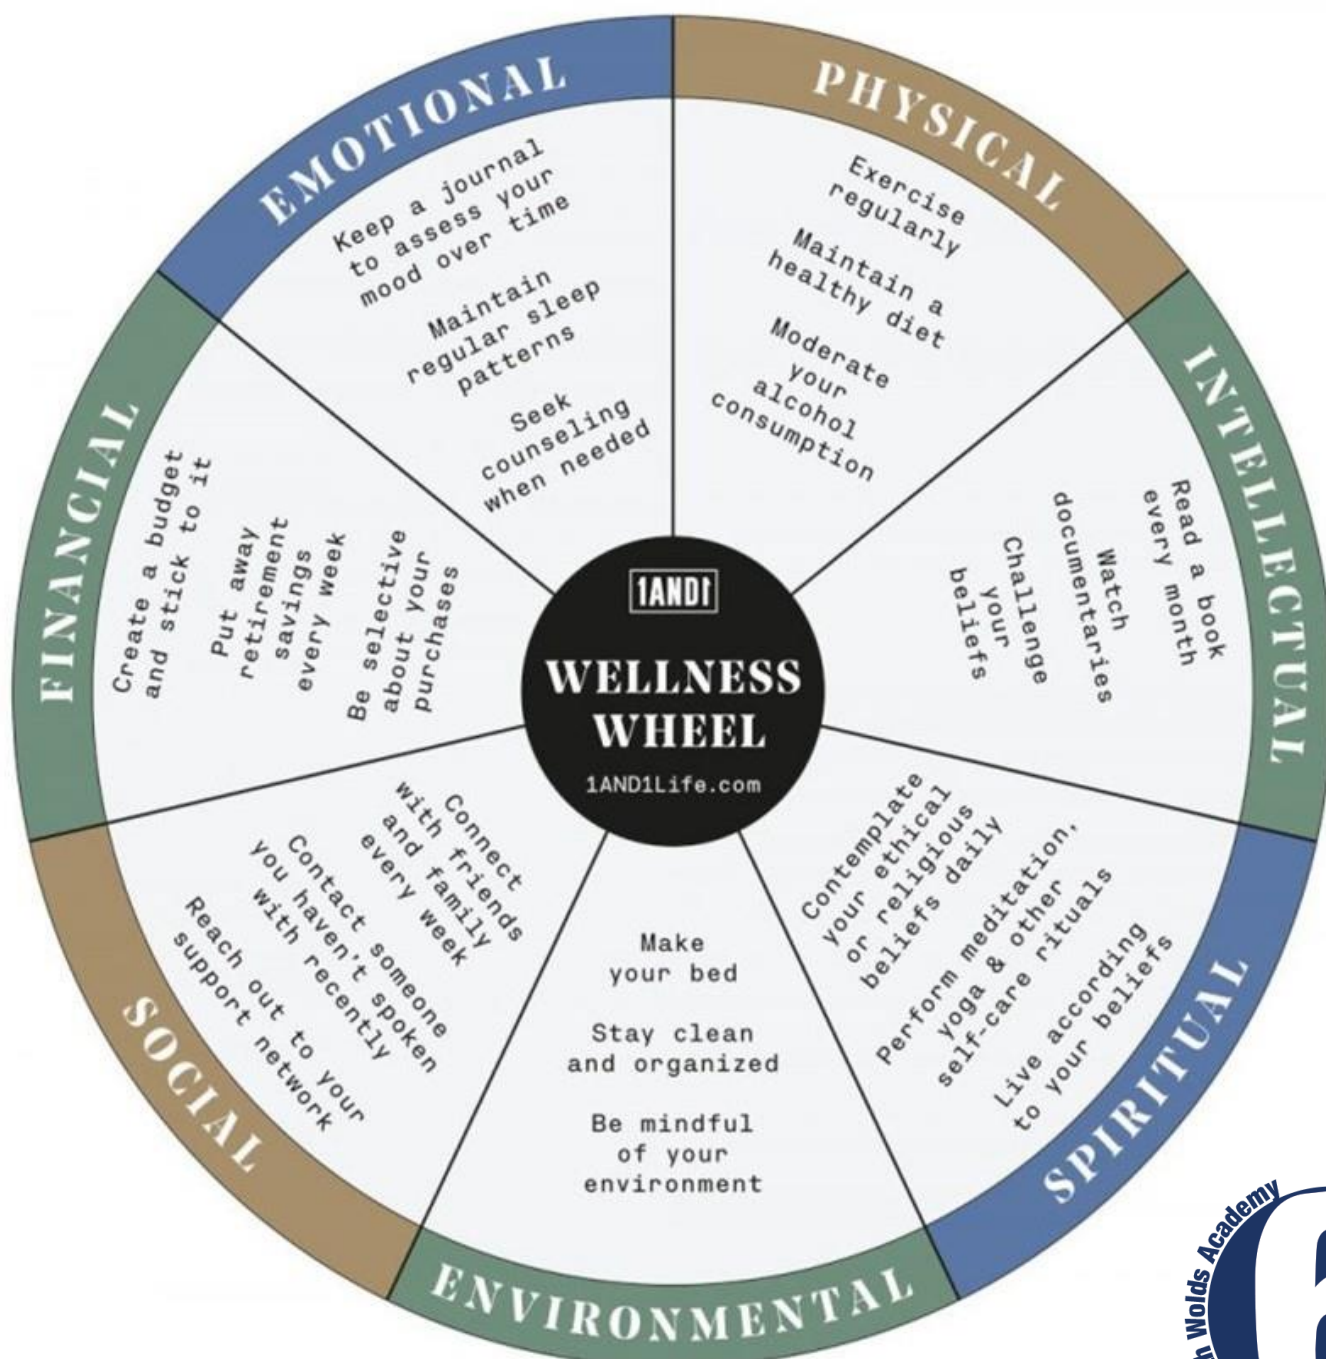 EMOTIONAL
Keep a journal
to assess your
mood over time
Maintain
regular sleep
patterns
Seek
counseling
when needed
PHYSICAL
Exercise
regularly
Maintain a
healthy diet
Moderate
your
alcohol
consumption
INTELLECTUAL
Read a book
every month
Watch
documentaries
Challenge
your
beliefs
SPIRITUAL
Contemplate
your ethical
or religious
beliefs daily
Perform meditation,
yoga & other
self-care rituals
Live according
to your beliefs
ENVIRONMENTAL
Make
your bed
Stay clean
and organized
Be mindful
of your
environment
SOCIAL
Connect
with friends
and family
every week
Contact someone
you haven't spoken
with recently
Reach out to your
support network
FINANCIAL
Create a budget
and stick to it
Put away
retirement
savings
every week
Be selective
about your
purchases
1AND1
WELLNESS
WHEEL
1AND1Life.com
Wolds Academy